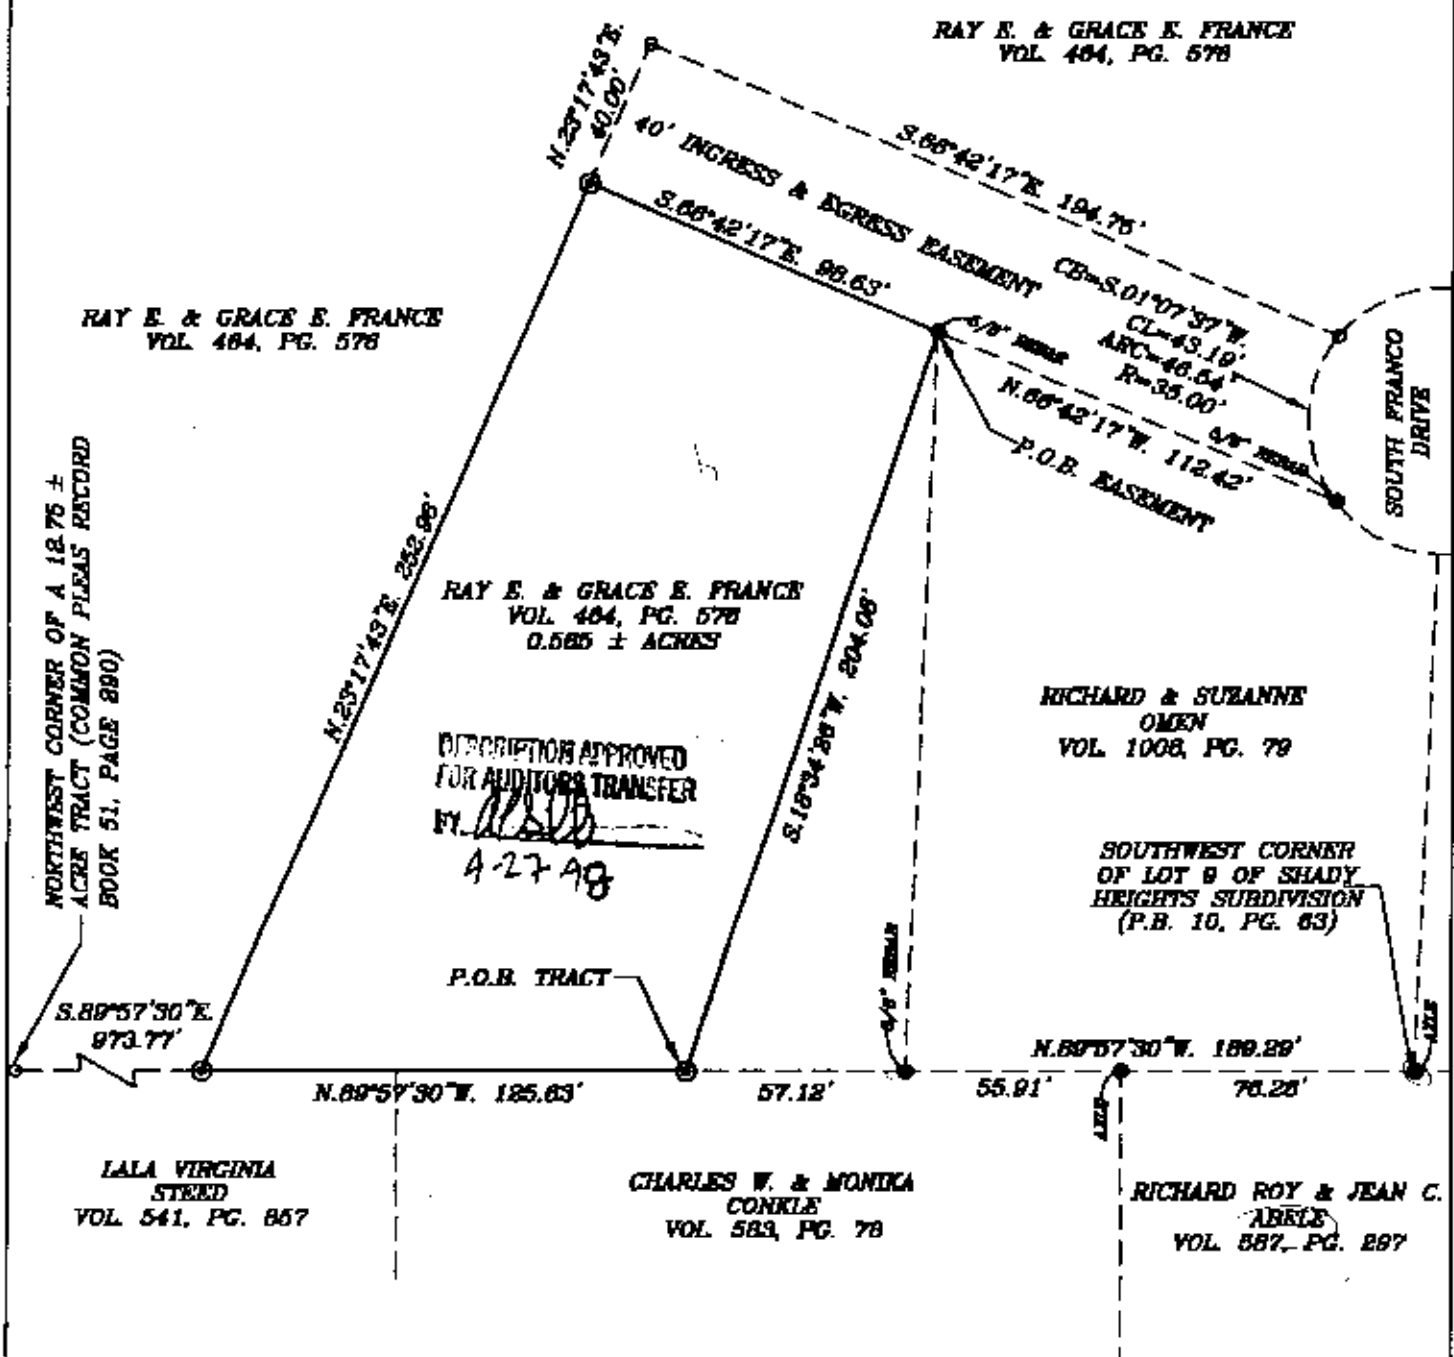 RAY E. & GRACE E. FRANCE
VOL. 464, PG. 576
N.23°17'43"E.
40.00'
40' INGRESS & EGRESS EASEMENT
S.66°42'17"E. 194.76'
S.66°42'17"E. 98.63'
CB=S.01°07'37"W.
CL=43.19'
ARC=46.54'
R=35.00'
5/8" REBAR
N.66°42'17"W. 112.42'
5/8" REBAR
P.O.B. EASEMENT
SOUTH FRANCO
DRIVE
RAY E. & GRACE E. FRANCE
VOL. 464, PG. 576
NORTHWEST CORNER OF A 12.75 ±
ACRE TRACT (COMMON PLEAS RECORD
BOOK 51, PAGE 290)
N.23°17'43"E. 252.96'
RAY E. & GRACE E. FRANCE
VOL. 464, PG. 576
0.565 ± ACRES
S.18°34'26"W. 204.06'
DESCRIPTION APPROVED
FOR AUDITORS TRANSFER
BY
4-27-98
RICHARD & SUZANNE
OMEN
VOL. 1006, PG. 79
SOUTHWEST CORNER
OF LOT 9 OF SHADY
HEIGHTS SUBDIVISION
(P.B. 10, PG. 63)
P.O.B. TRACT
5/8" REBAR
AXLE
S.89°57'30"E.
973.77'
N.89°57'30"W. 189.29'
N.89°57'30"W. 125.63'
57.12'
55.91'
76.26'
AXLE
LALA VIRGINIA
STEED
VOL. 541, PG. 857
CHARLES W. & MONIKA
CONKLE
VOL. 583, PG. 78
RICHARD ROY & JEAN C.
ABELE
VOL. 587, PG. 297